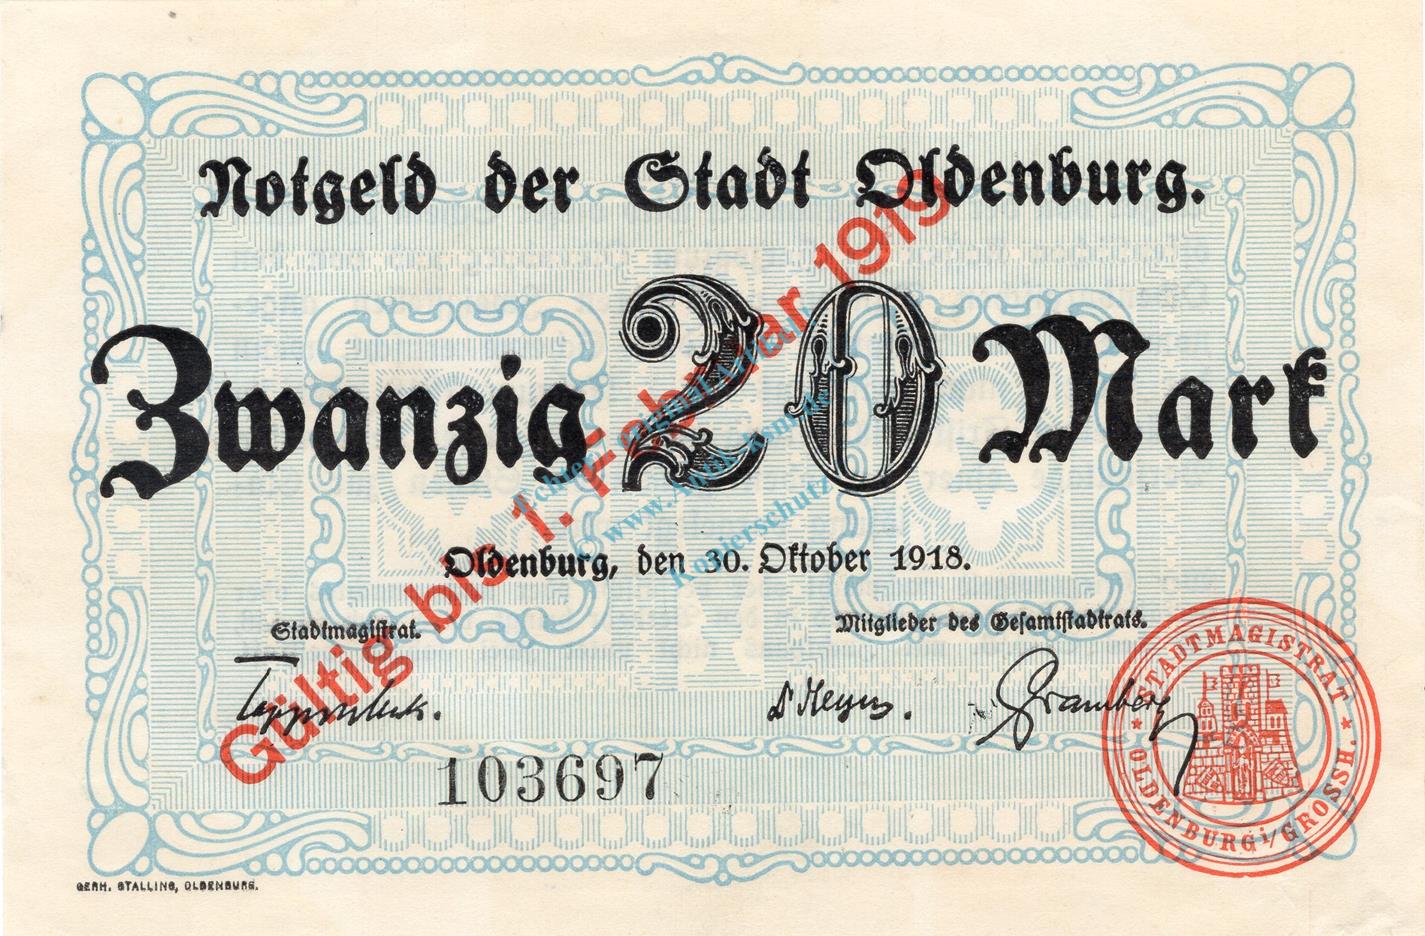 Notgeld der Stadt Oldenburg.
Zwanzig 20 Mark
Gültig bis 1. Februar 1919
Oldenburg, den 30. Oktober 1918.
Stadtmagistrat.
Mitglieder des Gesamtstadtrats.
Gramberg
103697
STADTMAGISTRAT
* OLDENBURG i/GROSSH. *
GERH. STALLING, OLDENBURG.